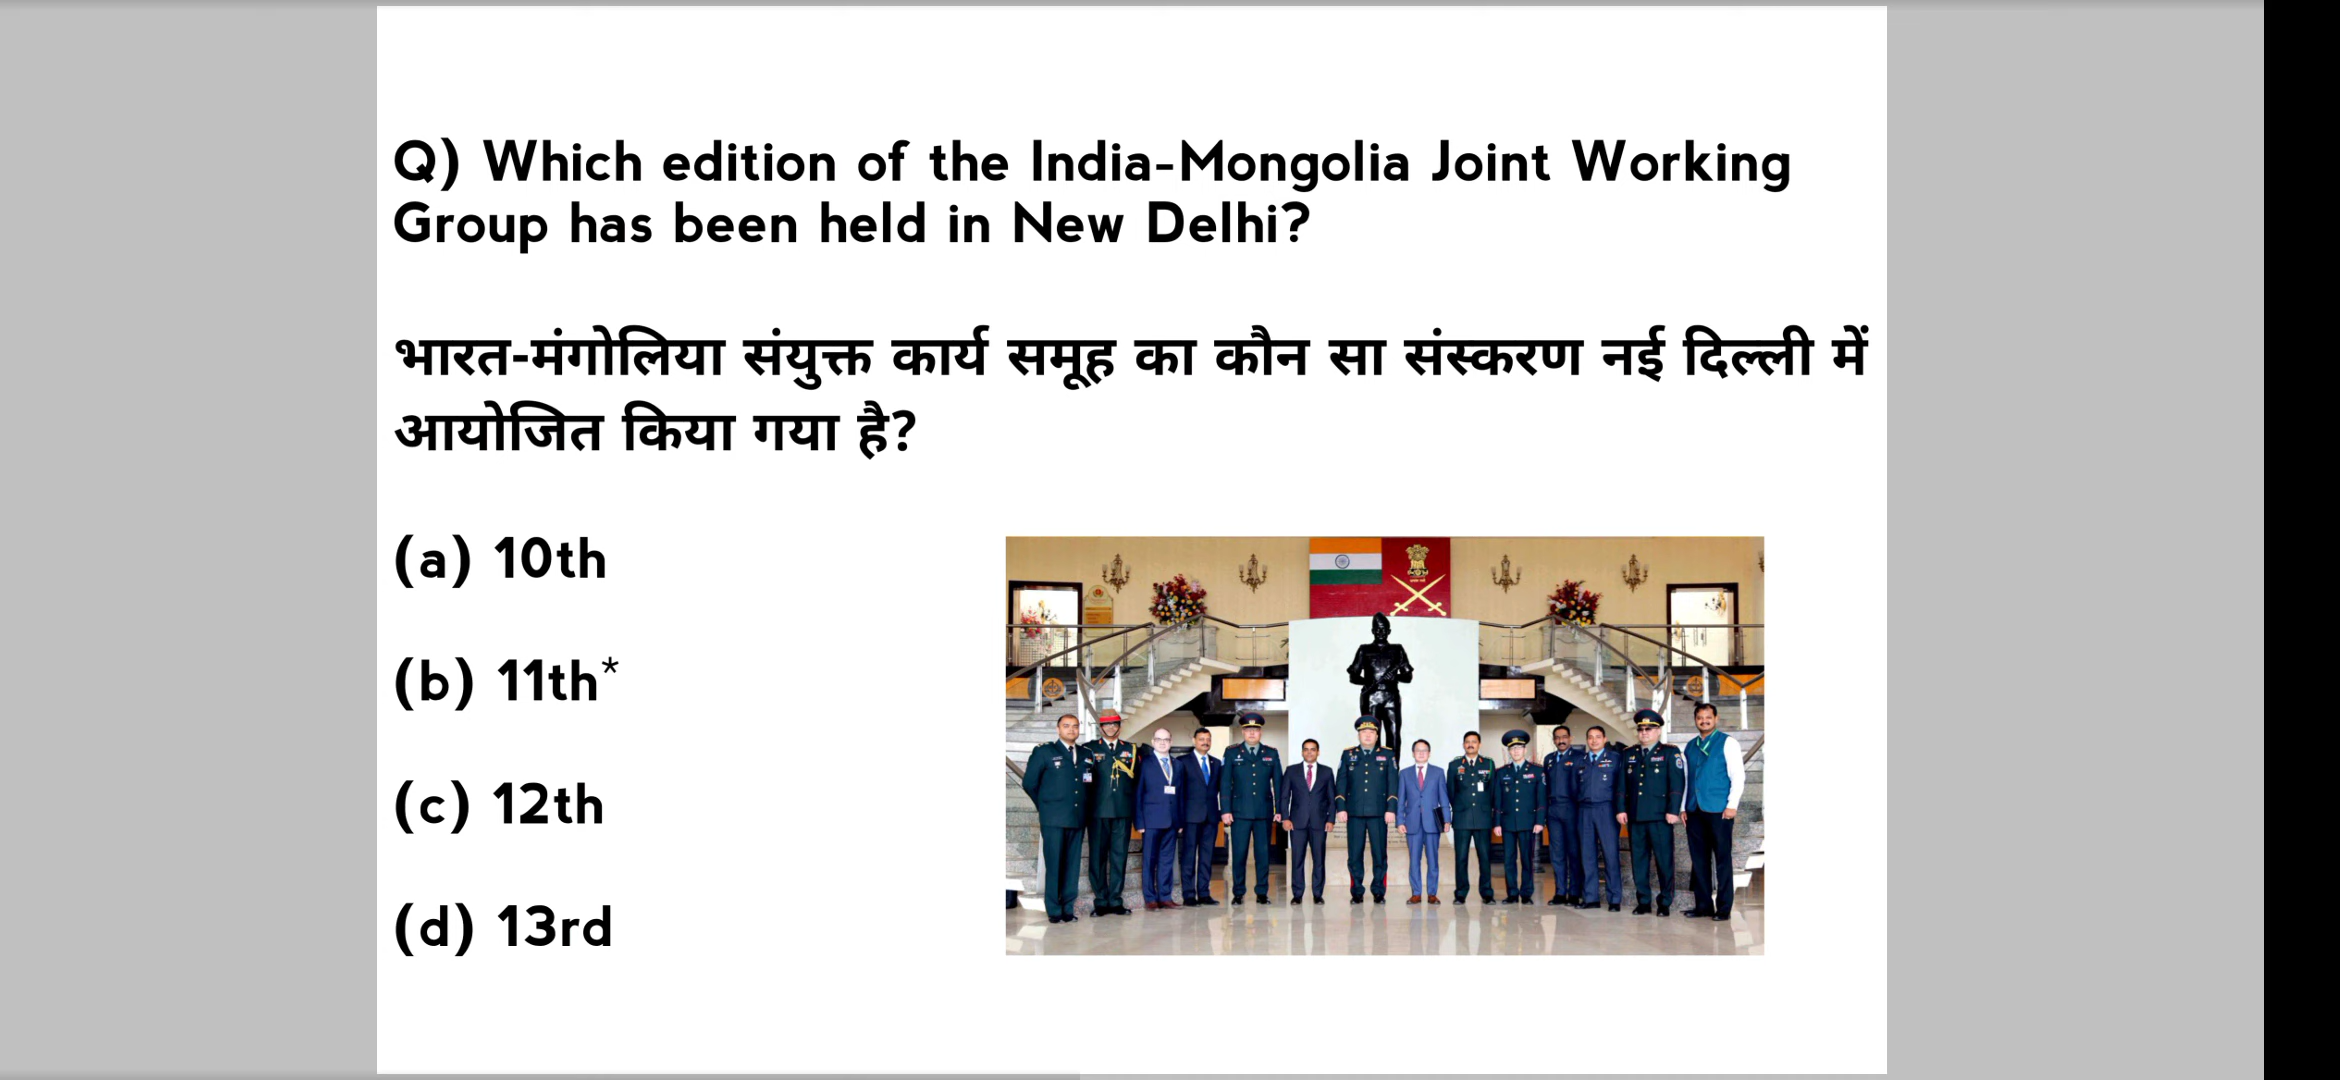 Q) Which edition of the India-Mongolia Joint Working
Group has been held in New Delhi?
भारत-मंगोलिया संयुक्त कार्य समूह का कौन सा संस्करण नई दिल्ली में
आयोजित किया गया है?
(a) 10th
(b) 11th*
(c) 12th
(d) 13rd